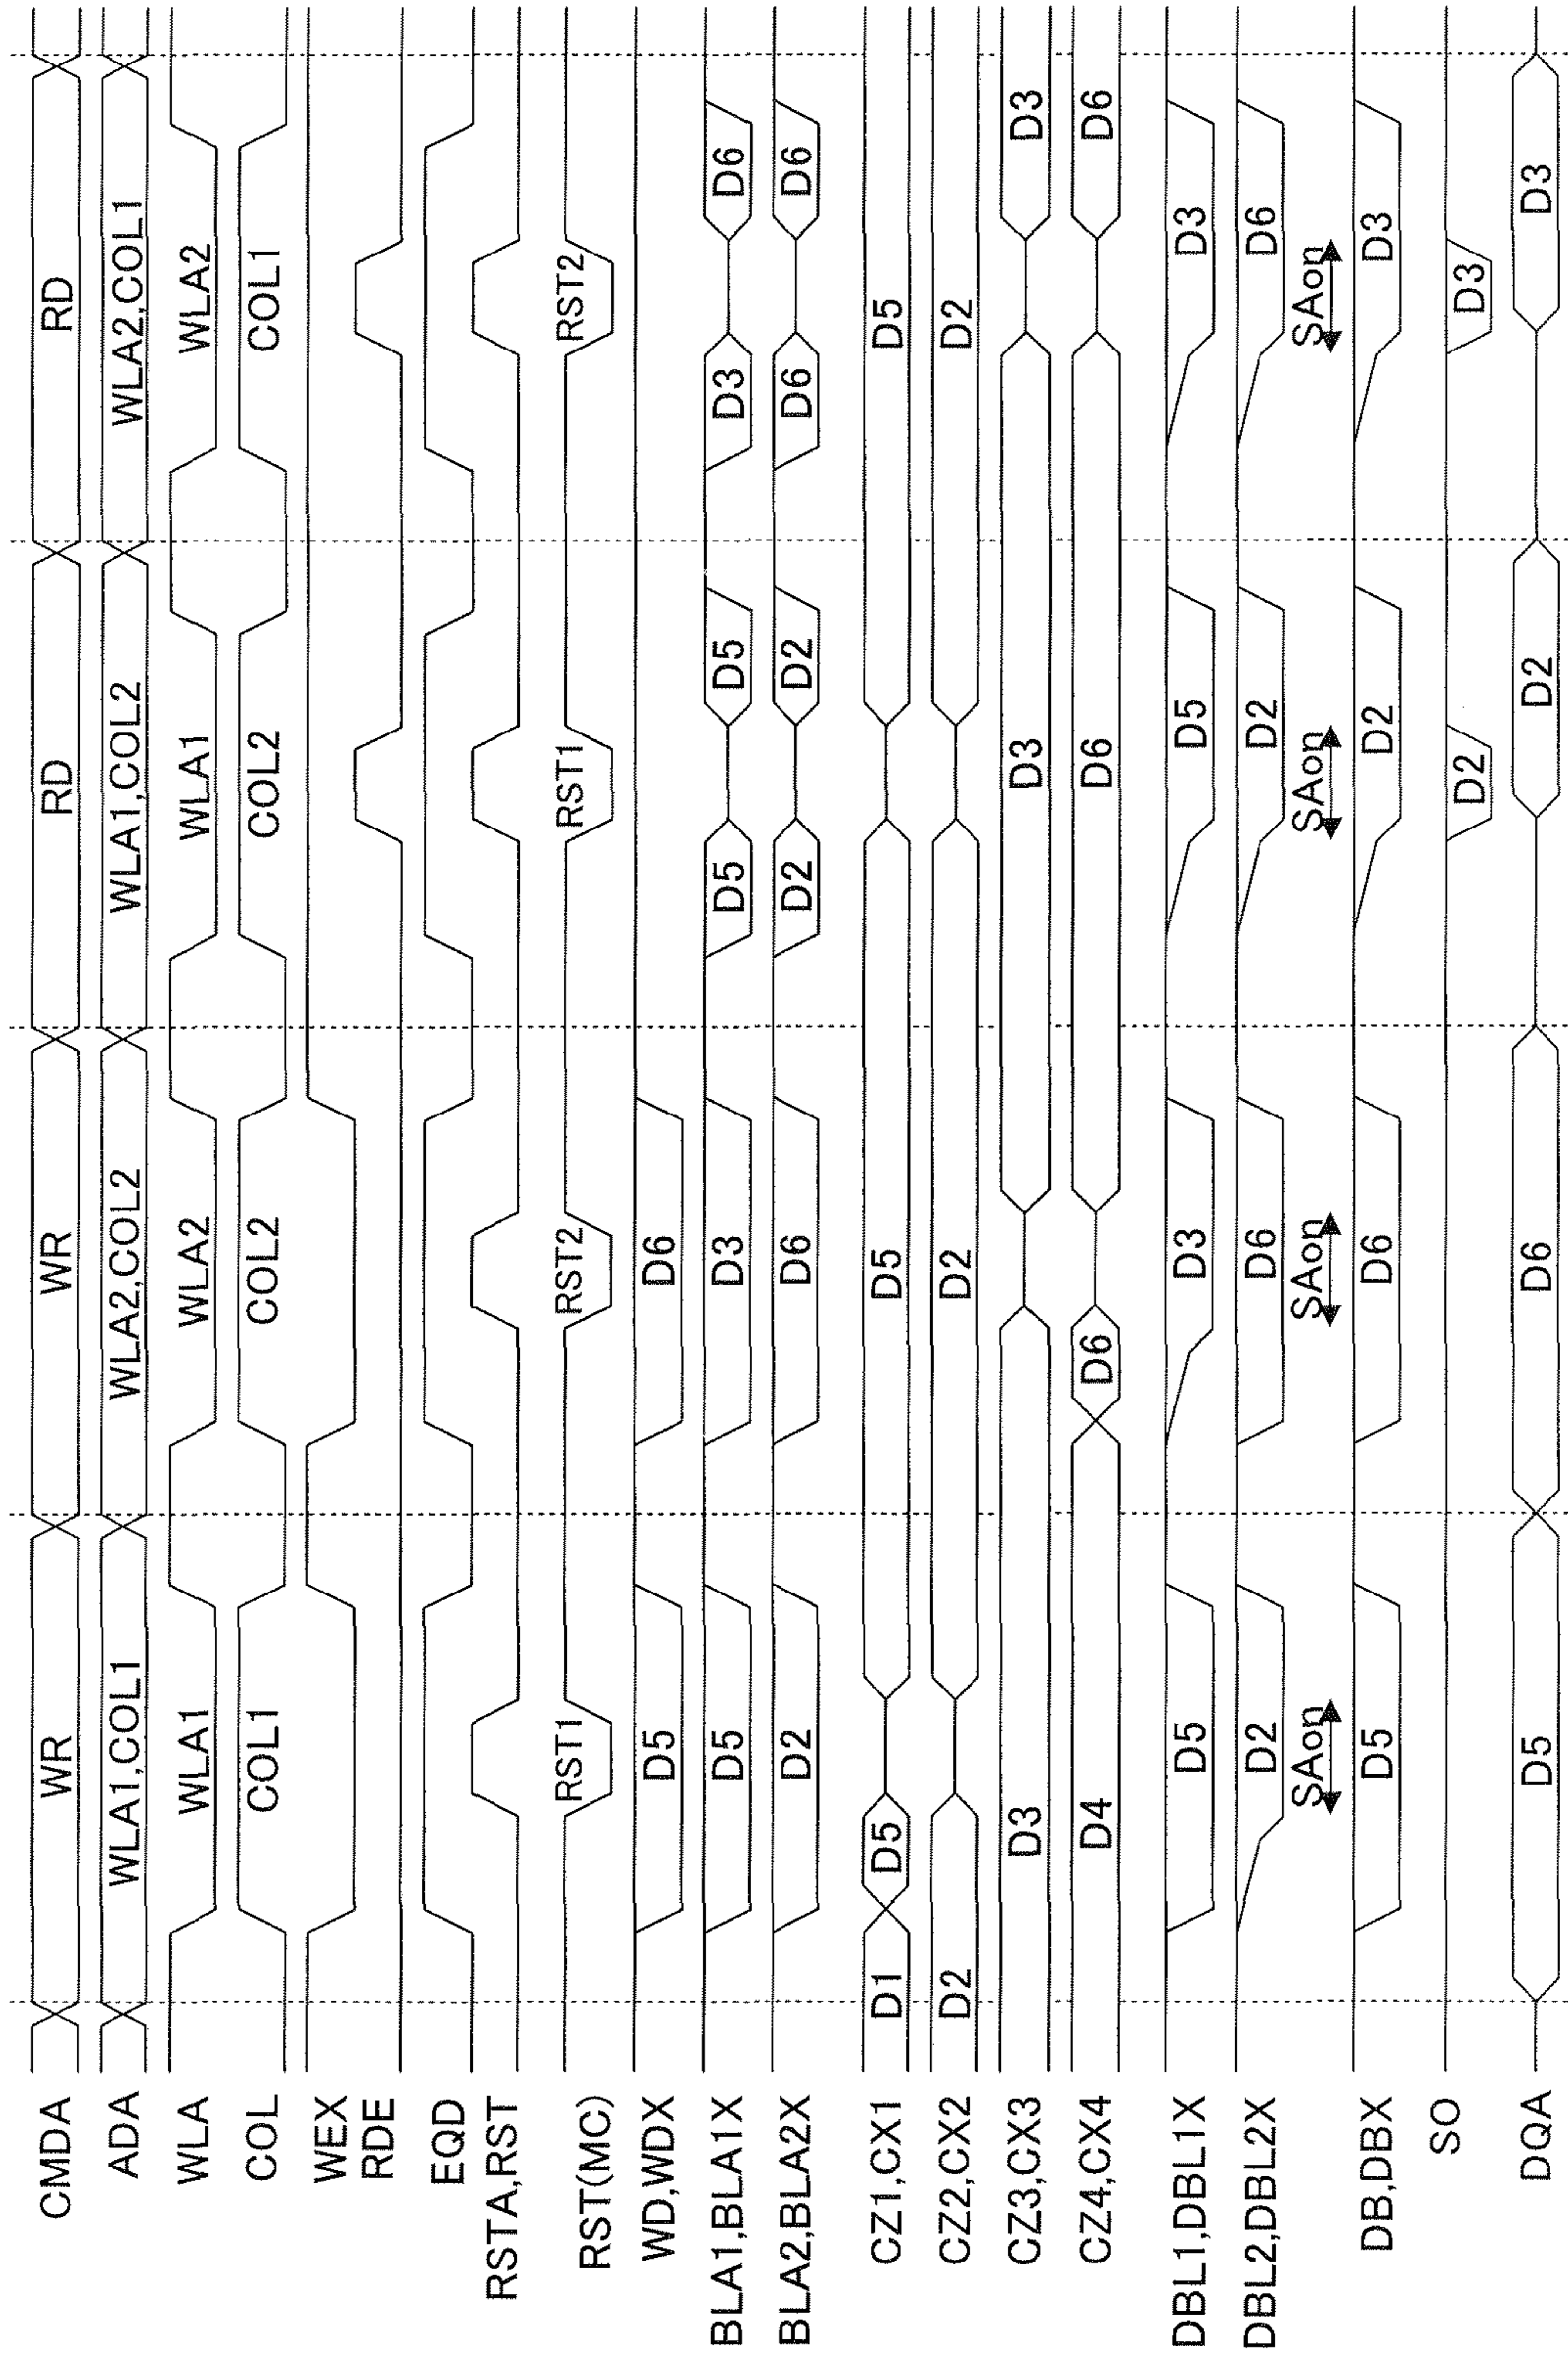 CMDA WR WR RD RD
ADA WLA1,COL1 WLA2,COL2 WLA1,COL2 WLA2,COL1
WLA WLA1 WLA2 WLA1 WLA2
COL COL1 COL2 COL2 COL1
WEX
RDE
EQD
RSTA,RST
RST(MC) RST1 RST2 RST1 RST2
WD,WDX D5 D6
BLA1,BLA1X D5 D3 D5 D5 D3 D6
BLA2,BLA2X D2 D6 D2 D2 D6 D6
CZ1,CX1 D1 D5 D5 D5
CZ2,CX2 D2 D2 D2
CZ3,CX3 D3 D3 D3
CZ4,CX4 D4 D6 D6 D6
DBL1,DBL1X D5 D3 D5 D3
DBL2,DBL2X D2 D6 D2 D6
SAon SAon SAon SAon
DB,DBX D5 D6 D2 D3
SO D2 D3
DQA D5 D6 D2 D3